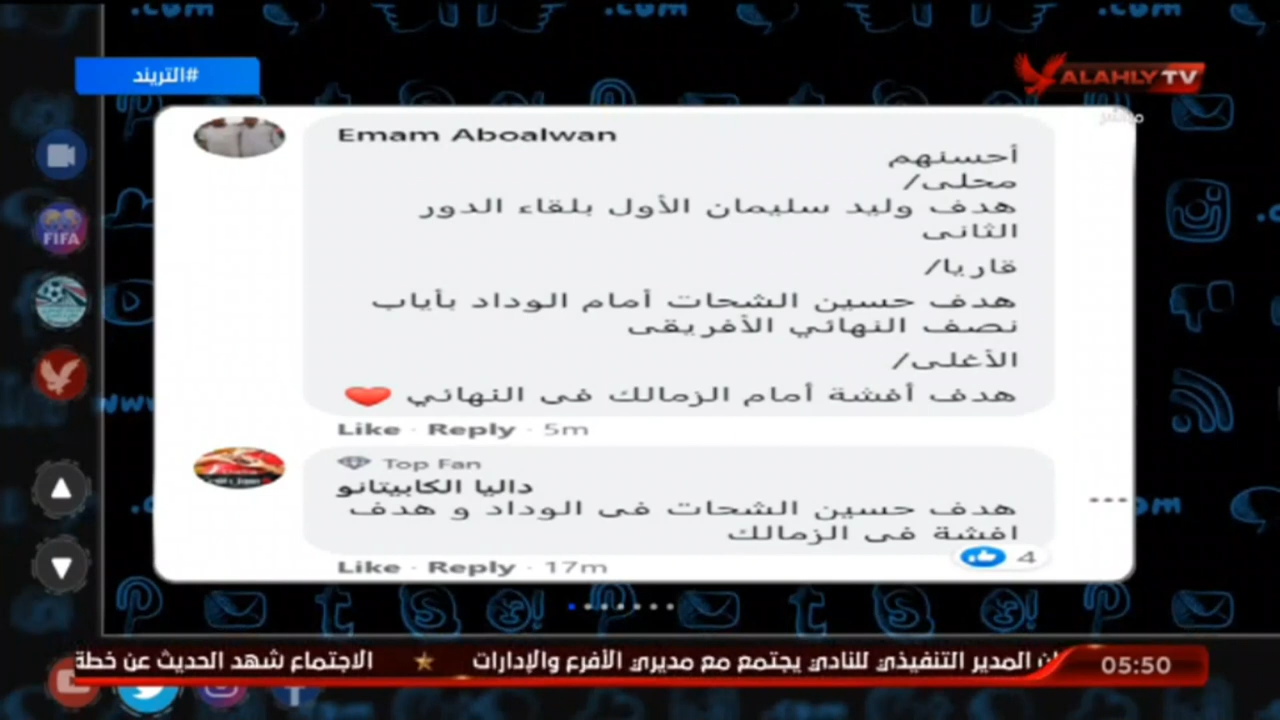 #التريند
ALAHLY TV
مباشر
FIFA
Emam Aboalwan
أحسنهم
محلى/
هدف وليد سليمان الأول بلقاء الدور
الثانى
قاريا/
هدف حسين الشحات أمام الوداد بأياب
نصف النهائي الأفريقى
الأغلى/
هدف أفشة أمام الزمالك فى النهائي ❤️
Like · Reply · 5m
Top Fan
داليا الكابيتانو
هدف حسين الشحات فى الوداد و هدف
افشة فى الزمالك
4
Like · Reply · 17m
المدير التنفيذي للنادي يجتمع مع مديري الأفرع والإدارات ★ الاجتماع شهد الحديث عن خطة
05:50